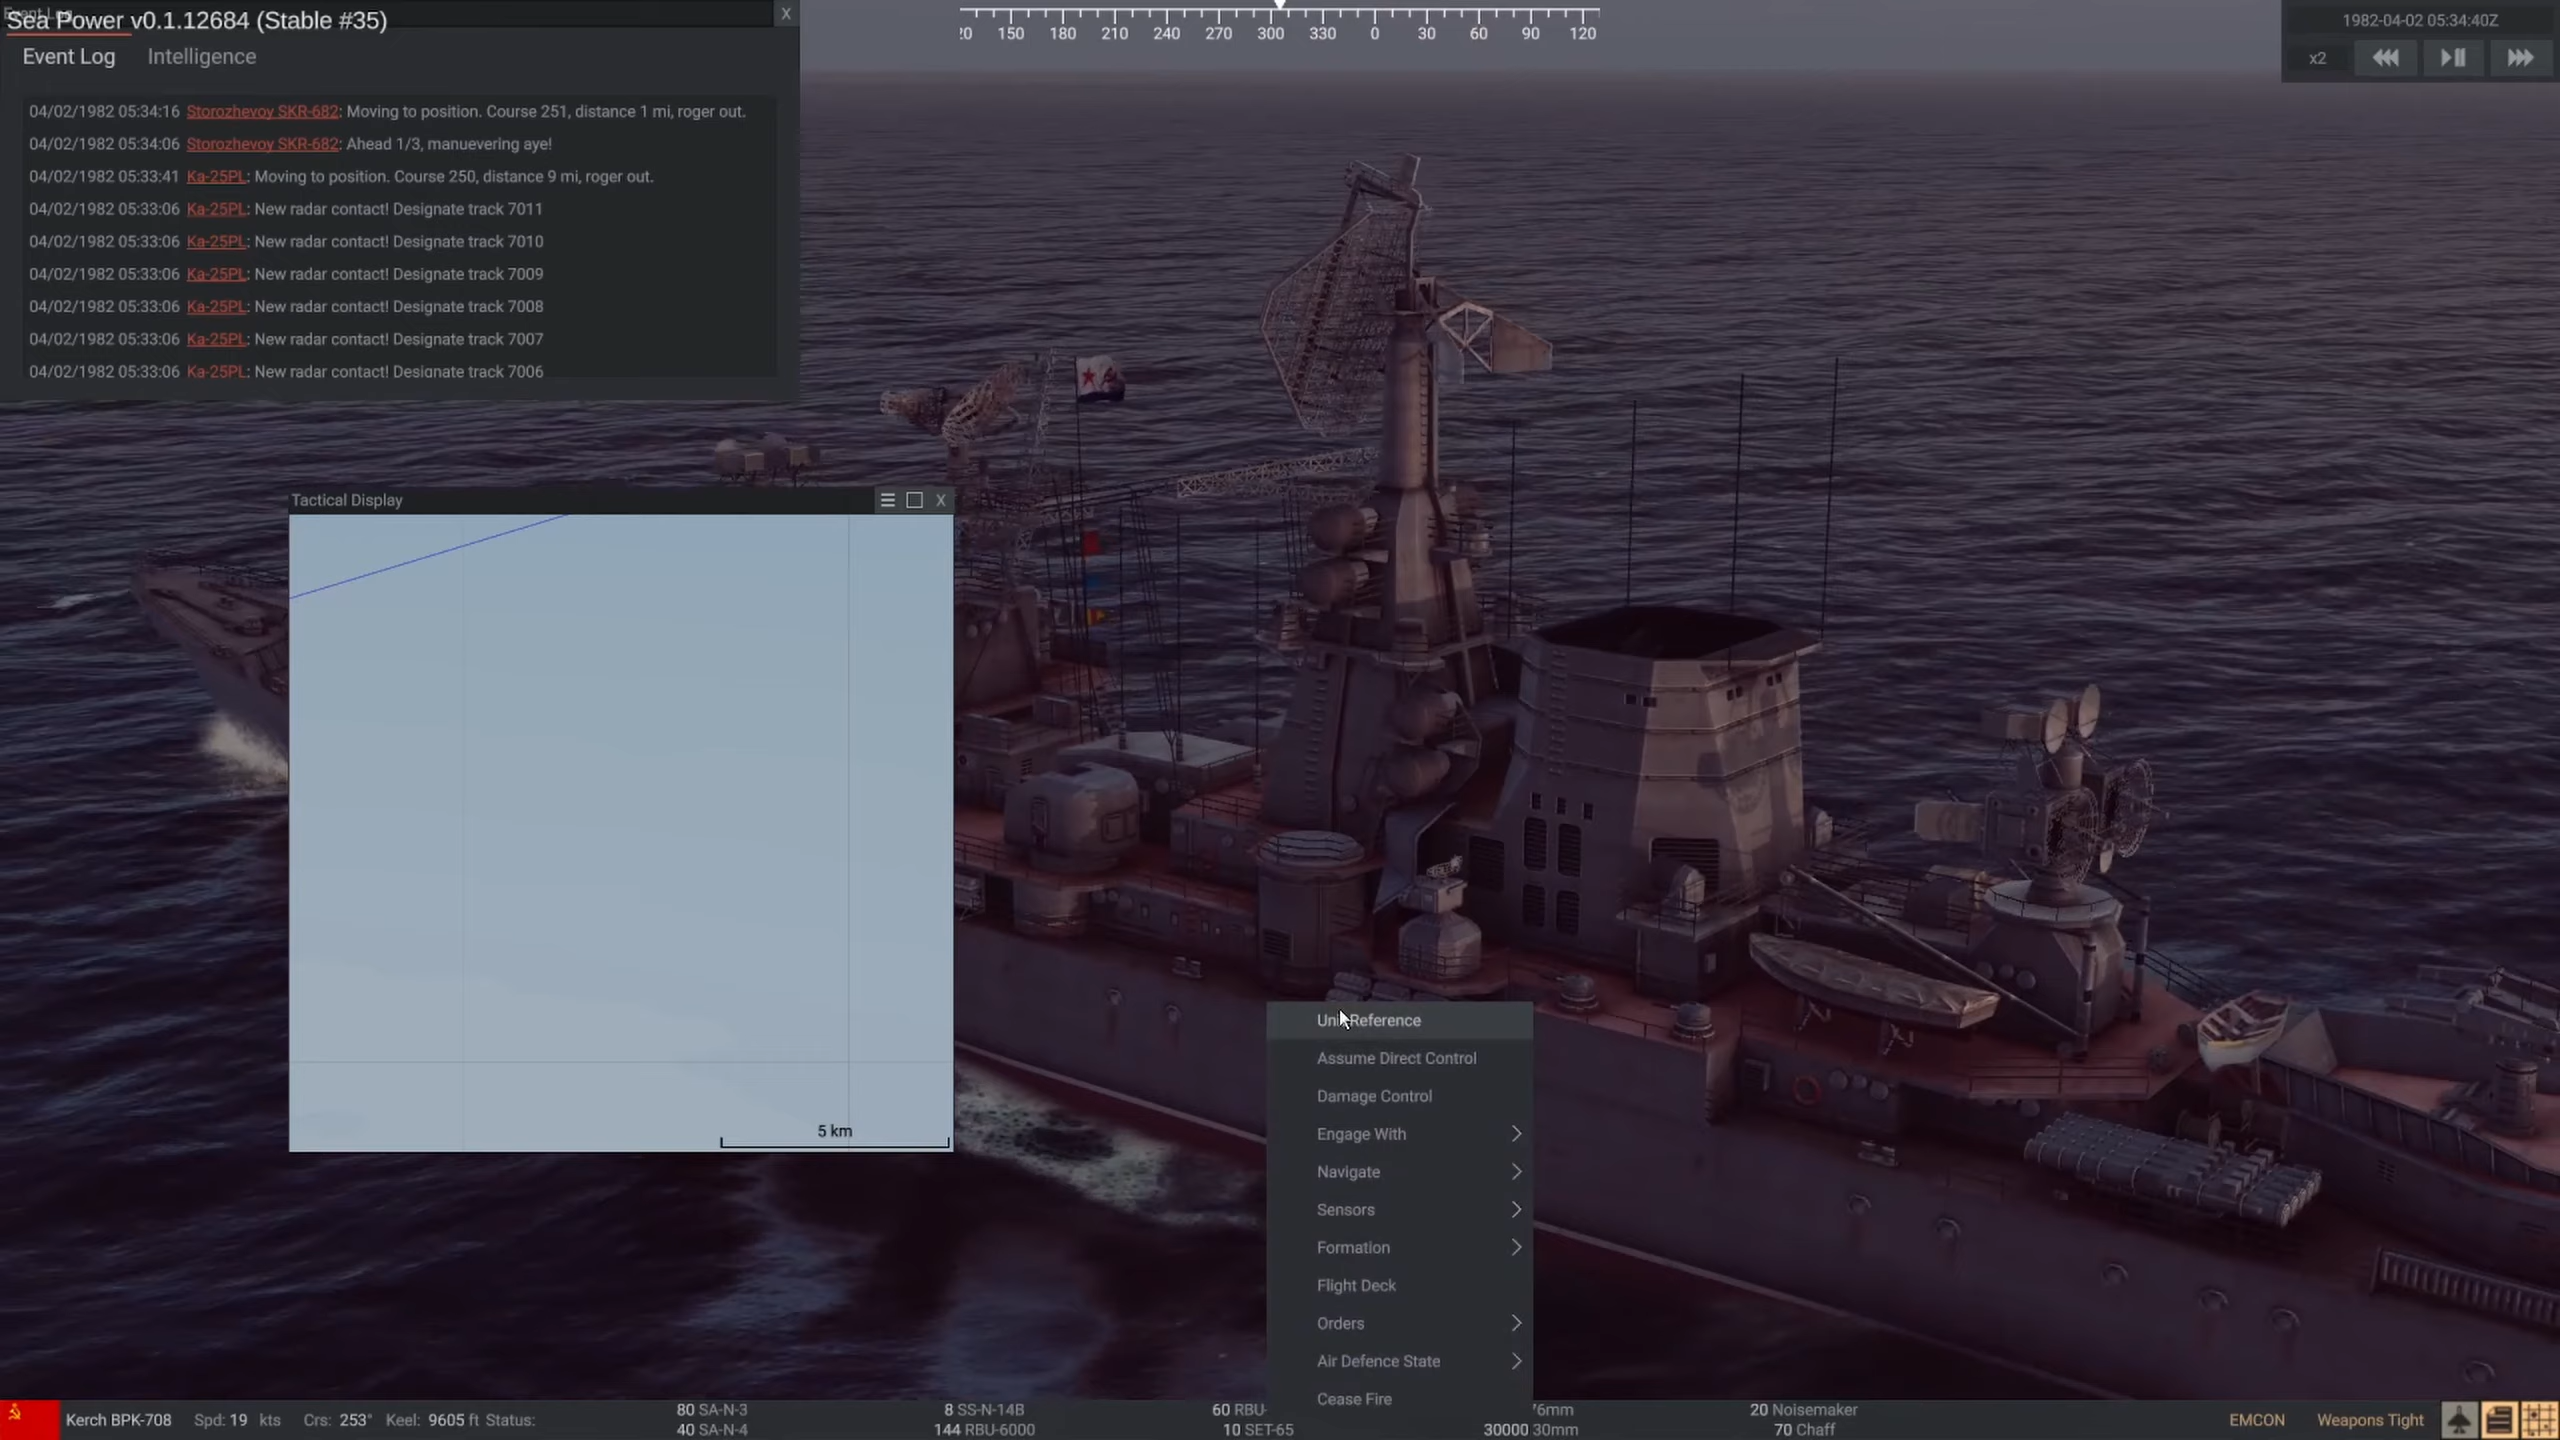 Sea Power v0.1.12684 (Stable #35)
X
Event Log Intelligence
04/02/1982 05:34:16 Storozhevoy SKR-682: Moving to position. Course 251, distance 1 mi, roger out.
04/02/1982 05:34:06 Storozhevoy SKR-682: Ahead 1/3, manuevering aye!
04/02/1982 05:33:41 Ka-25PL: Moving to position. Course 250, distance 9 mi, roger out.
04/02/1982 05:33:06 Ka-25PL: New radar contact! Designate track 7011
04/02/1982 05:33:06 Ka-25PL: New radar contact! Designate track 7010
04/02/1982 05:33:06 Ka-25PL: New radar contact! Designate track 7009
04/02/1982 05:33:06 Ka-25PL: New radar contact! Designate track 7008
04/02/1982 05:33:06 Ka-25PL: New radar contact! Designate track 7007
04/02/1982 05:33:06 Ka-25PL: New radar contact! Designate track 7006
20 150 180 210 240 270 300 330 0 30 60 90 120
1982-04-02 05:34:40Z
x2
Tactical Display
X
5 km
Reference
Assume Direct Control
Damage Control
Engage With
Navigate
Sensors
Formation
Flight Deck
Orders
Air Defence State
Cease Fire
Kerch BPK-708 Spd: 19 kts Crs: 253° Keel: 9605 ft Status:
80 SA-N-3 8 SS-N-14B 60 RBU- 76mm 20 Noisemaker
40 SA-N-4 144 RBU-6000 10 SET-65 30000 30mm 70 Chaff
EMCON Weapons Tight